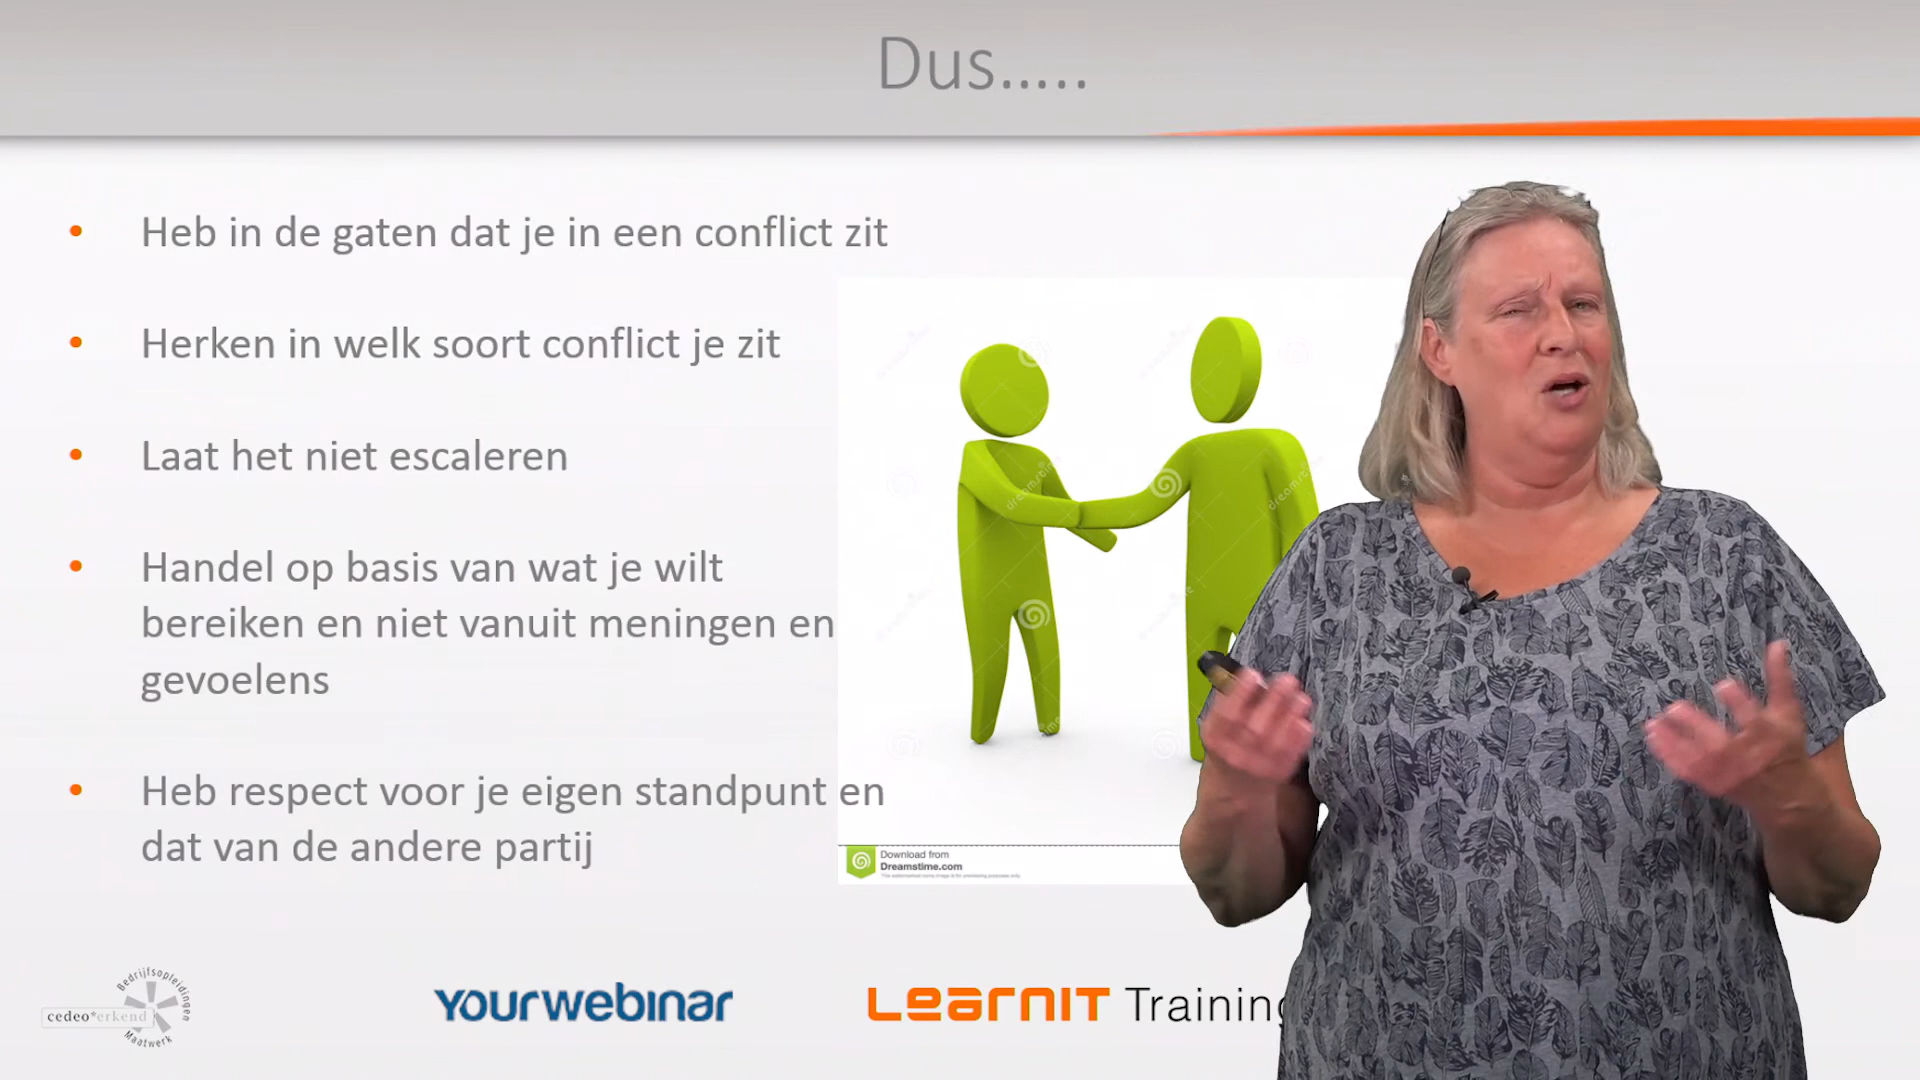 Dus.....
• Heb in de gaten dat je in een conflict zit
• Herken in welk soort conflict je zit
• Laat het niet escaleren
• Handel op basis van wat je wilt
bereiken en niet vanuit meningen en
gevoelens
• Heb respect voor je eigen standpunt en
dat van de andere partij
Download from
Dreamstime.com
Bedrijfsopleidingen
cedeo*erkend
Maatwerk
YOURWEBINAR
LEARNIT Training